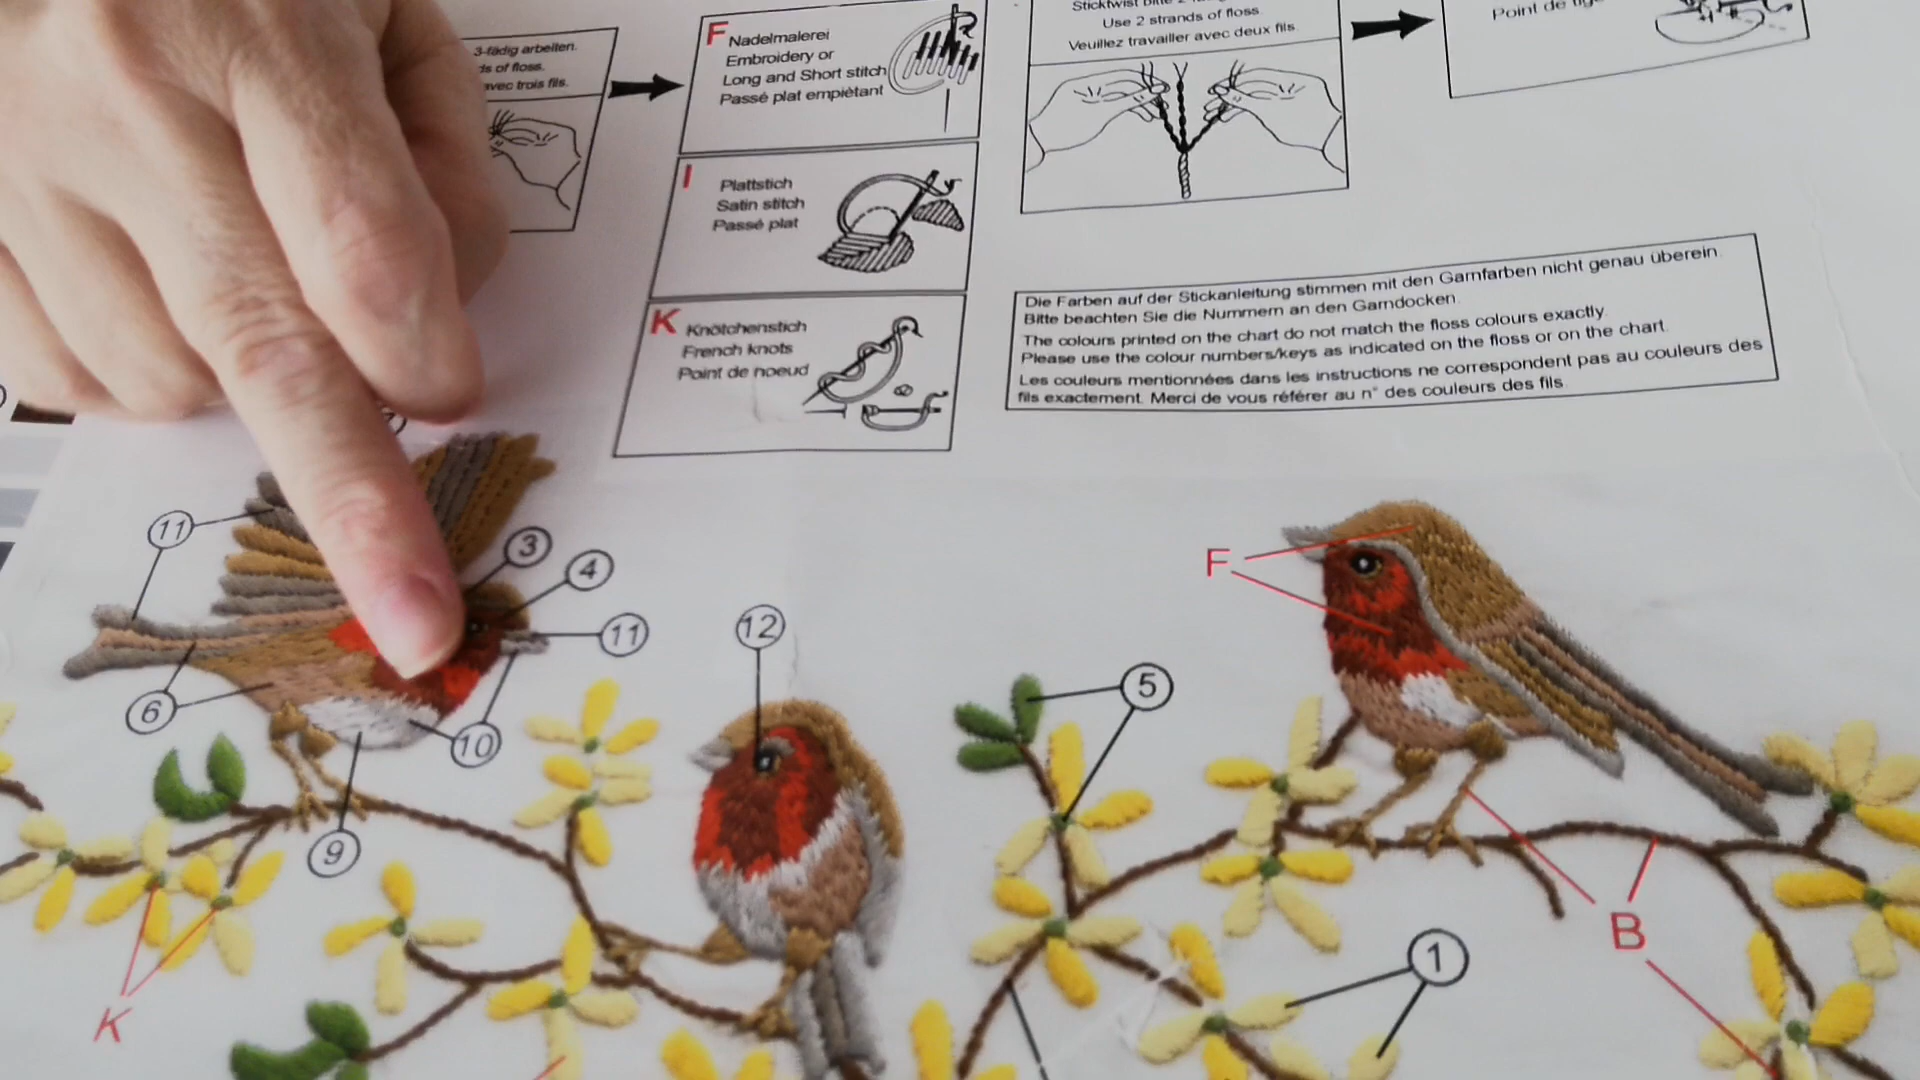 3-fädig arbeiten.
of floss.
avec trois fils.
F Nadelmalerei
Embroidery or
Long and Short stitch
Passé plat empiètant
I Plattstich
Satin stitch
Passé plat
K Knötchenstich
French knots
Point de noeud
Sticktwist bitte 2
Use 2 strands of floss
Veuillez travailler avec deux fils.
Point de
Die Farben auf der Stickanleitung stimmen mit den Garnfarben nicht genau überein.
Bitte beachten Sie die Nummern an den Garndocken.
The colours printed on the chart do not match the floss colours exactly.
Please use the colour numbers/keys as indicated on the floss or on the chart.
Les couleurs mentionnées dans les instructions ne correspondent pas au couleurs des
fils exactement. Merci de vous référer au n° des couleurs des fils.
11
3
4
11
6
10
9
12
5
F
1
B
K